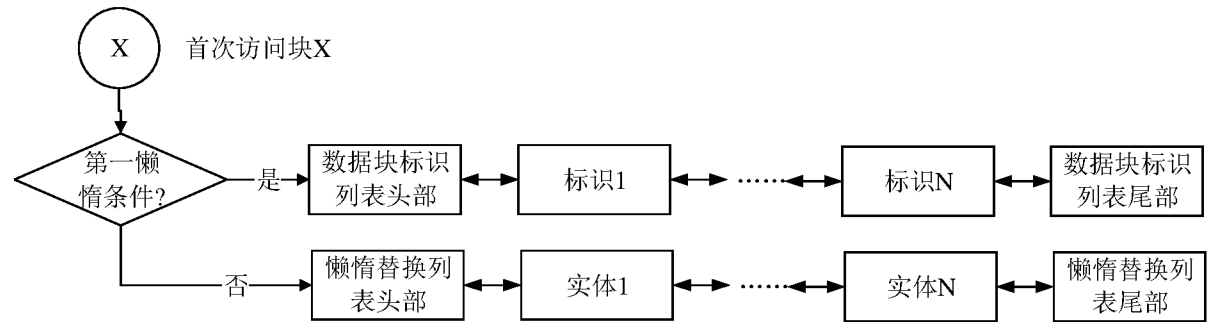 X
首次访问块X
第一懒
惰条件?
是
数据块标识
列表头部
标识1
……
标识N
数据块标识
列表尾部
否
懒惰替换列
表头部
实体1
……
实体N
懒惰替换列
表尾部